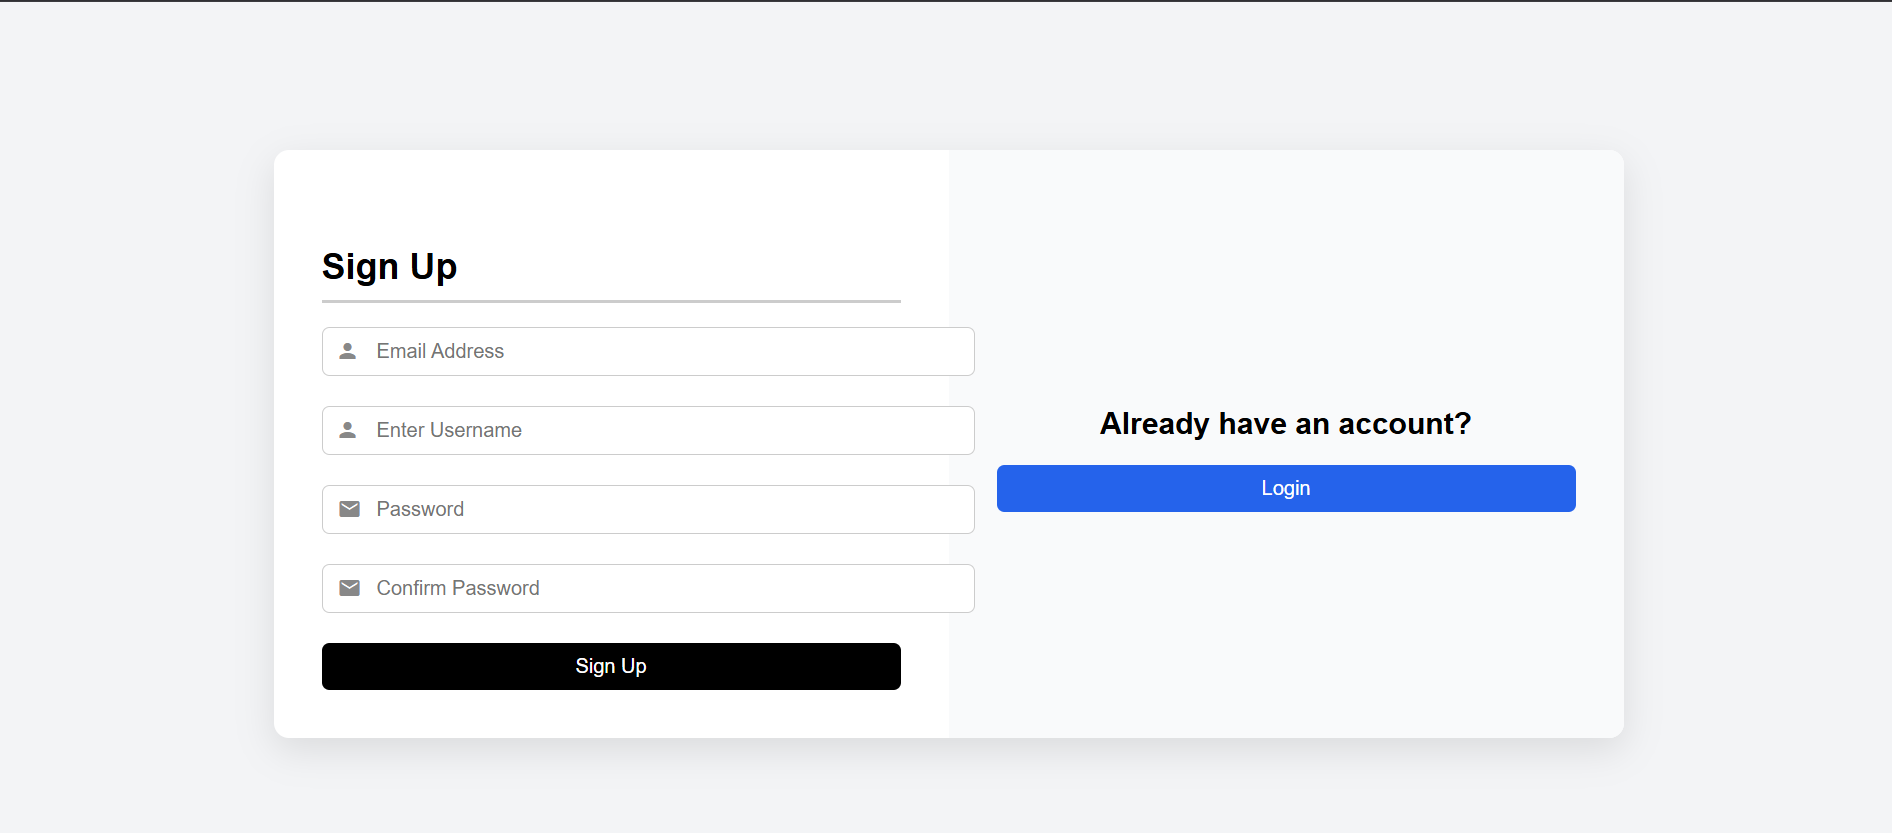 Sign Up
Email Address
Enter Username
Password
Confirm Password
Sign Up
Already have an account?
Login